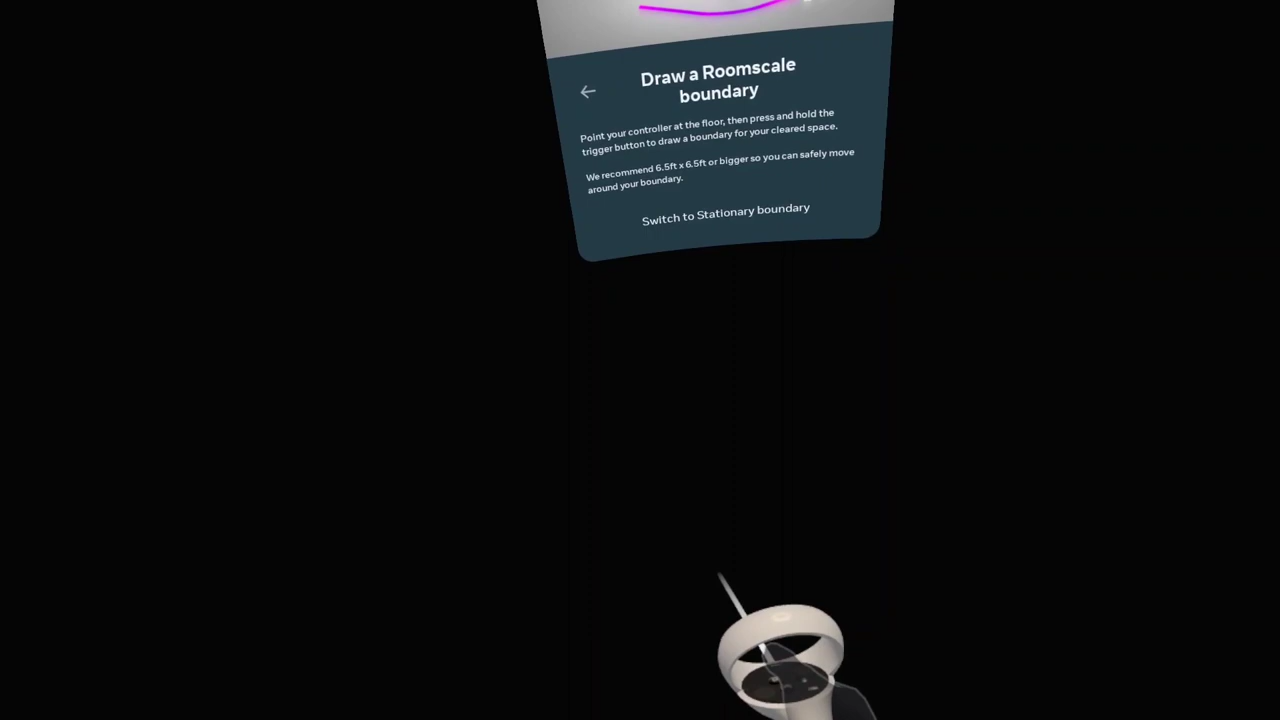 Draw a Roomscale
boundary
Point your controller at the floor, then press and hold the
trigger button to draw a boundary for your cleared space.
We recommend 6.5ft x 6.5ft or bigger so you can safely move
around your boundary.
Switch to Stationary boundary